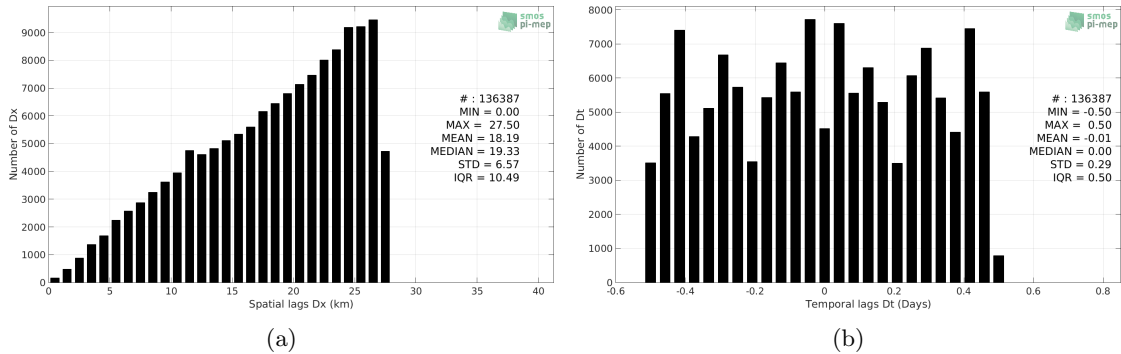 smos
pi-mep
9000
8000
7000
6000
5000
4000
3000
2000
1000
0
Number of Dx
# : 136387
MIN = 0.00
MAX = 27.50
MEAN = 18.19
MEDIAN = 19.33
STD = 6.57
IQR = 10.49
0 5 10 15 20 25 30 35 40
Spatial lags Dx (km)
(a)
smos
pi-mep
8000
7000
6000
5000
4000
3000
2000
1000
0
Number of Dt
# : 136387
MIN = -0.50
MAX = 0.50
MEAN = -0.01
MEDIAN = 0.00
STD = 0.29
IQR = 0.50
-0.6 -0.4 -0.2 0 0.2 0.4 0.6 0.8
Temporal lags Dt (Days)
(b)